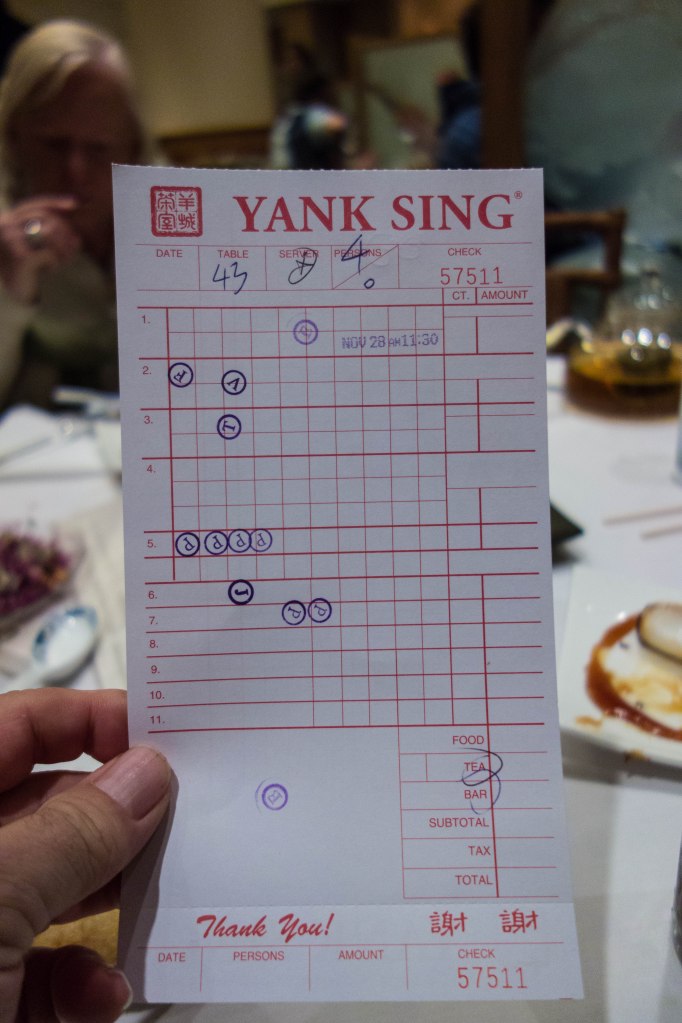 羊城茶室 YANK SING®
DATE TABLE SERVER PERSONS CHECK
43 4 0 57511
CT. AMOUNT
1.
NOV 28 AM 11:30
2. F V
3. T
4.
5. P P P P
6. J
7. P P
8.
9.
10.
11.
FOOD
TEA
BAR
SUBTOTAL
TAX
TOTAL
Thank You! 謝 謝
DATE PERSONS AMOUNT CHECK
57511